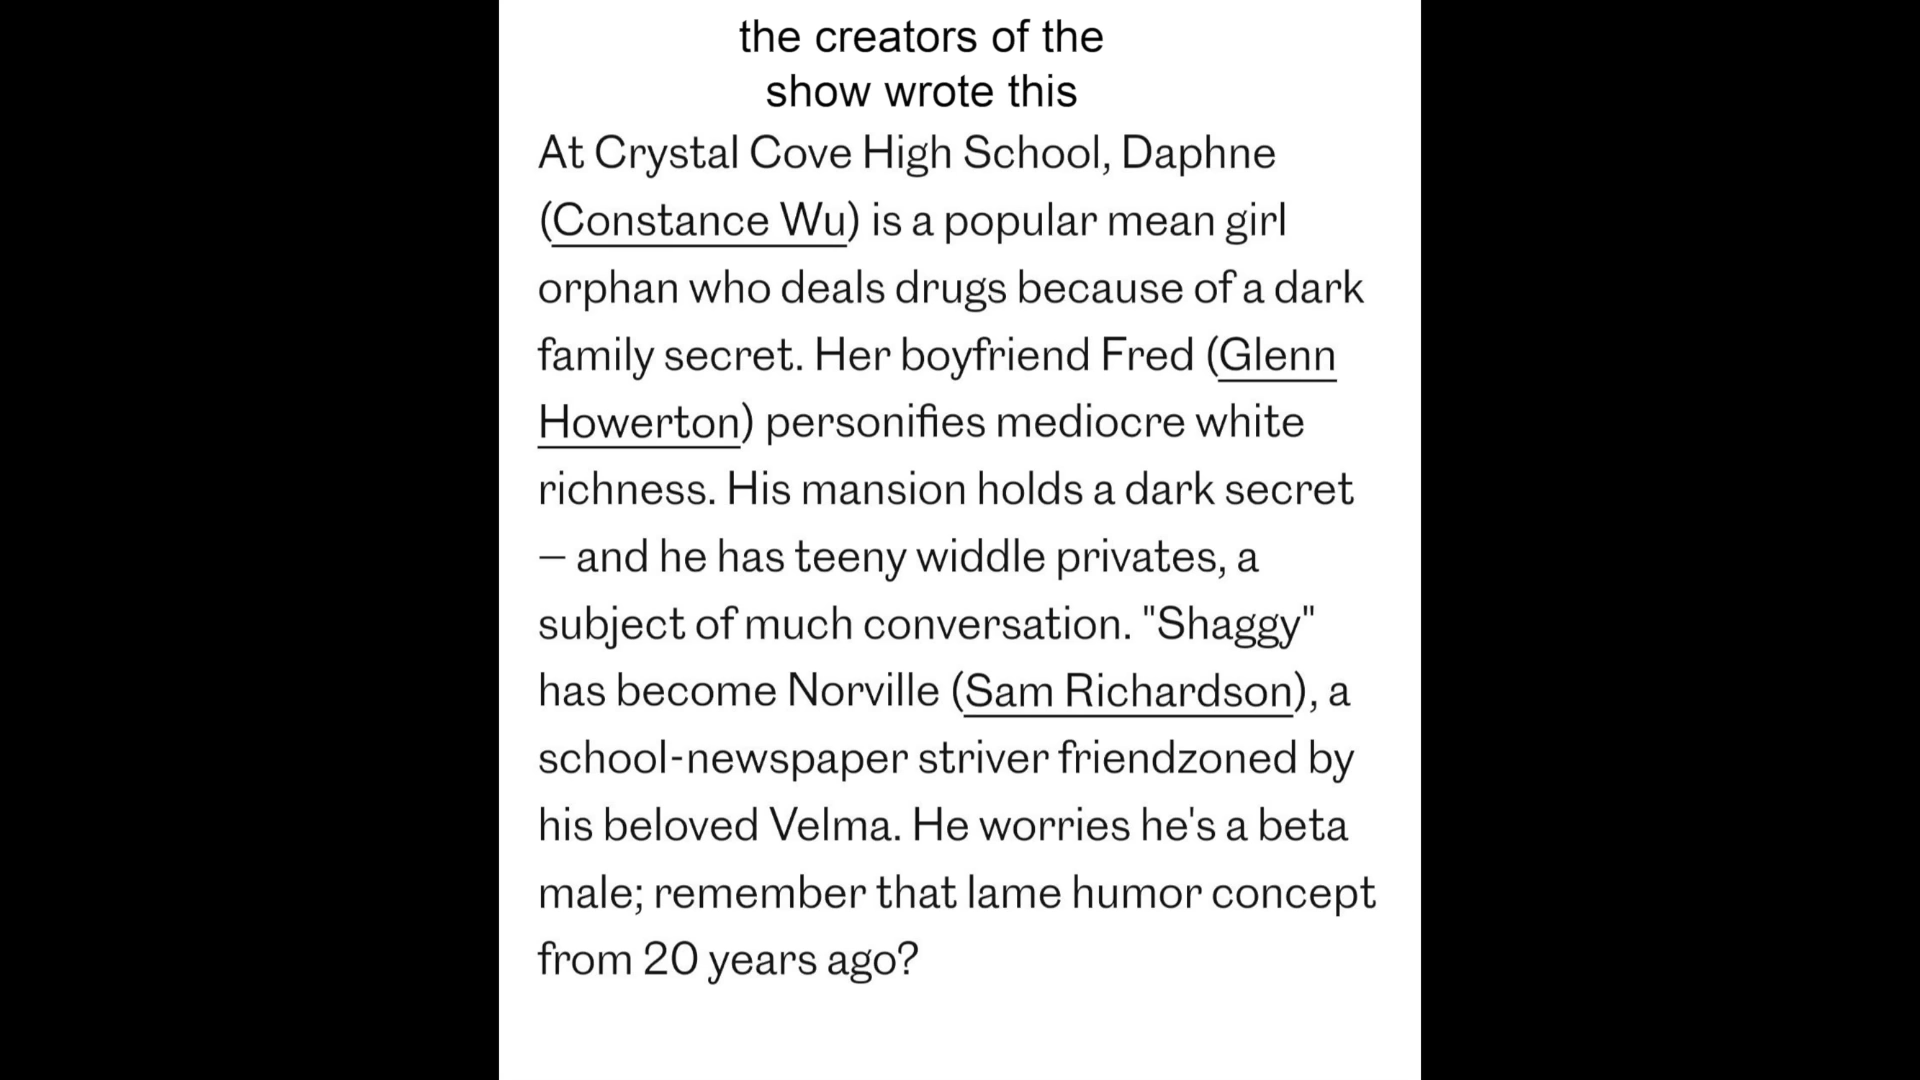 the creators of the
show wrote this
At Crystal Cove High School, Daphne
(Constance Wu) is a popular mean girl
orphan who deals drugs because of a dark
family secret. Her boyfriend Fred (Glenn
Howerton) personifies mediocre white
richness. His mansion holds a dark secret
— and he has teeny widdle privates, a
subject of much conversation. "Shaggy"
has become Norville (Sam Richardson), a
school-newspaper striver friendzoned by
his beloved Velma. He worries he's a beta
male; remember that lame humor concept
from 20 years ago?